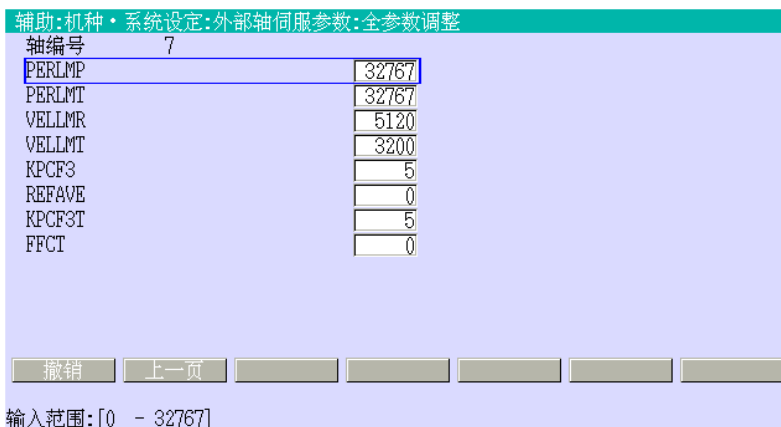 辅助:机种・系统设定:外部轴伺服参数:全参数调整
轴编号 7
PERLMP 32767
PERLMT 32767
VELLMR 5120
VELLMT 3200
KPCF3 5
REFAVE 0
KPCF3T 5
FFCT 0
撤销 上一页
输入范围:[0 - 32767]